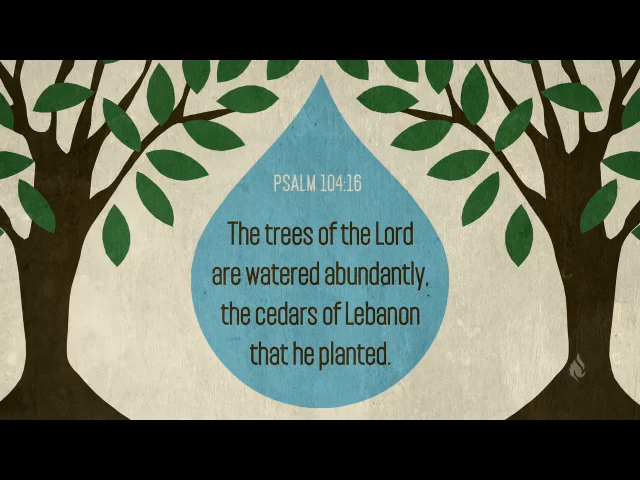 PSALM 104:16
The trees of the Lord
are watered abundantly,
the cedars of Lebanon
that he planted.